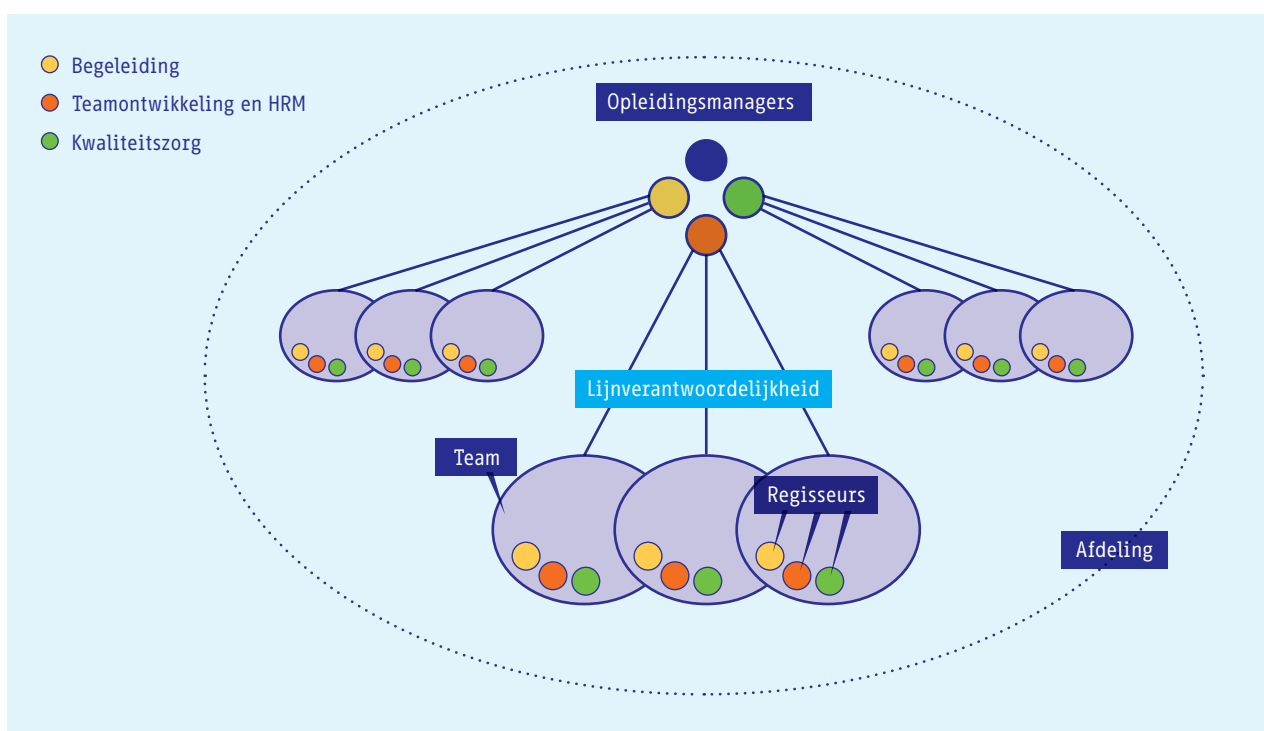 Begeleiding
Teamontwikkeling en HRM
Kwaliteitszorg
Opleidingsmanagers
Lijnverantwoordelijkheid
Team
Regisseurs
Afdeling